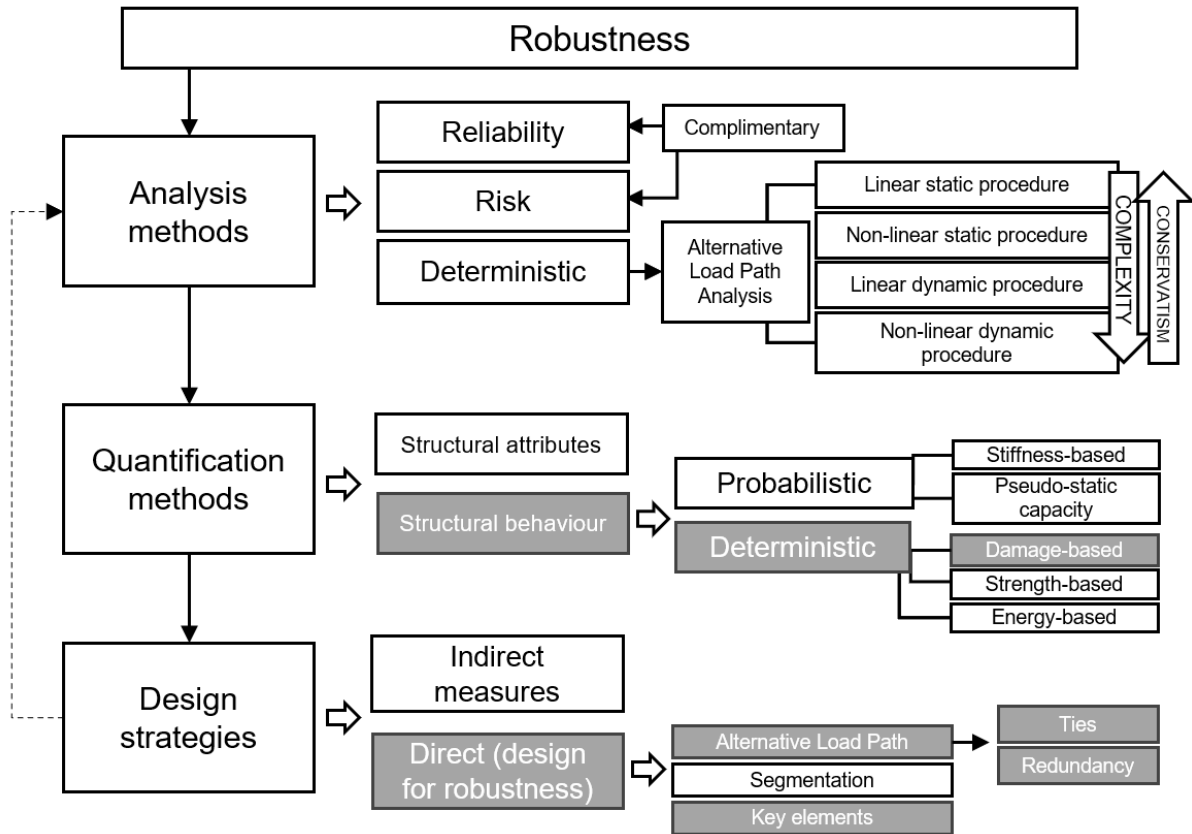 Robustness
Analysis
methods
Reliability
Complimentary
Risk
Deterministic
Alternative
Load Path
Analysis
Linear static procedure
Non-linear static procedure
Linear dynamic procedure
Non-linear dynamic
procedure
COMPLEXITY
CONSERVATISM
Quantification
methods
Structural attributes
Structural behaviour
Probabilistic
Deterministic
Stiffness-based
Pseudo-static
capacity
Damage-based
Strength-based
Energy-based
Design
strategies
Indirect
measures
Direct (design
for robustness)
Alternative Load Path
Segmentation
Key elements
Ties
Redundancy